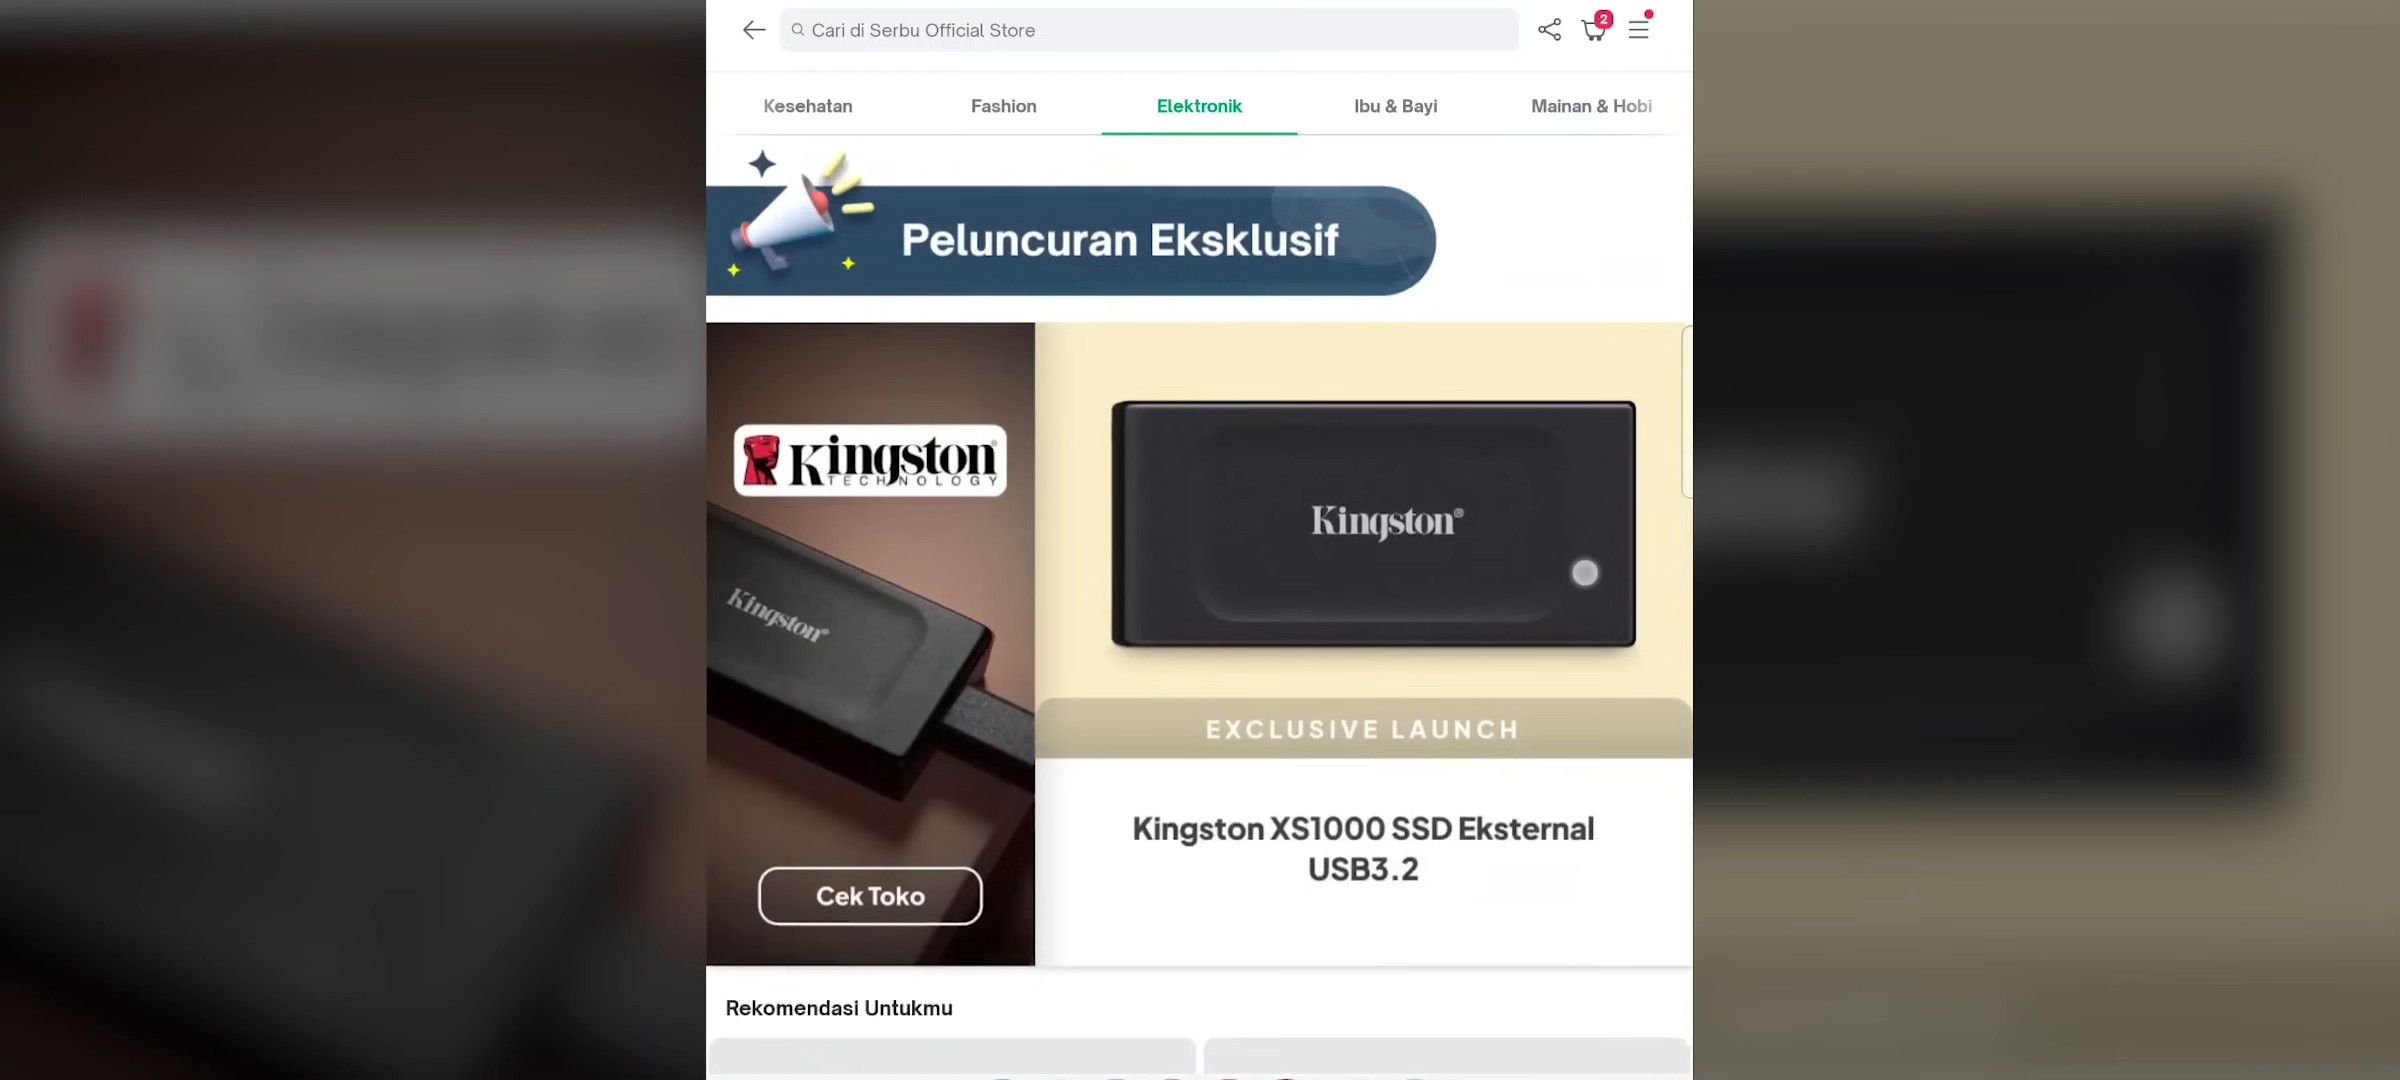 Cari di Serbu Official Store
2
Kesehatan
Fashion
Elektronik
Ibu & Bayi
Mainan & Hobi
Peluncuran Eksklusif
Kingston®
TECHNOLOGY
Kingston®
Kingston®
EXCLUSIVE LAUNCH
Kingston XS1000 SSD Eksternal
USB3.2
Cek Toko
Rekomendasi Untukmu